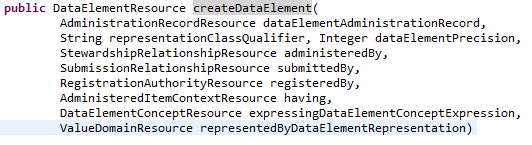 public DataElementResource createDataElement(
AdministrationRecordResource dataElementAdministrationRecord,
String representationClassQualifier, Integer dataElementPrecision,
StewardshipRelationshipResource administeredBy,
SubmissionRelationshipResource submittedBy,
RegistrationAuthorityResource registeredBy,
AdministeredItemContextResource having,
DataElementConceptResource expressingDataElementConceptExpression,
ValueDomainResource representedByDataElementRepresentation)